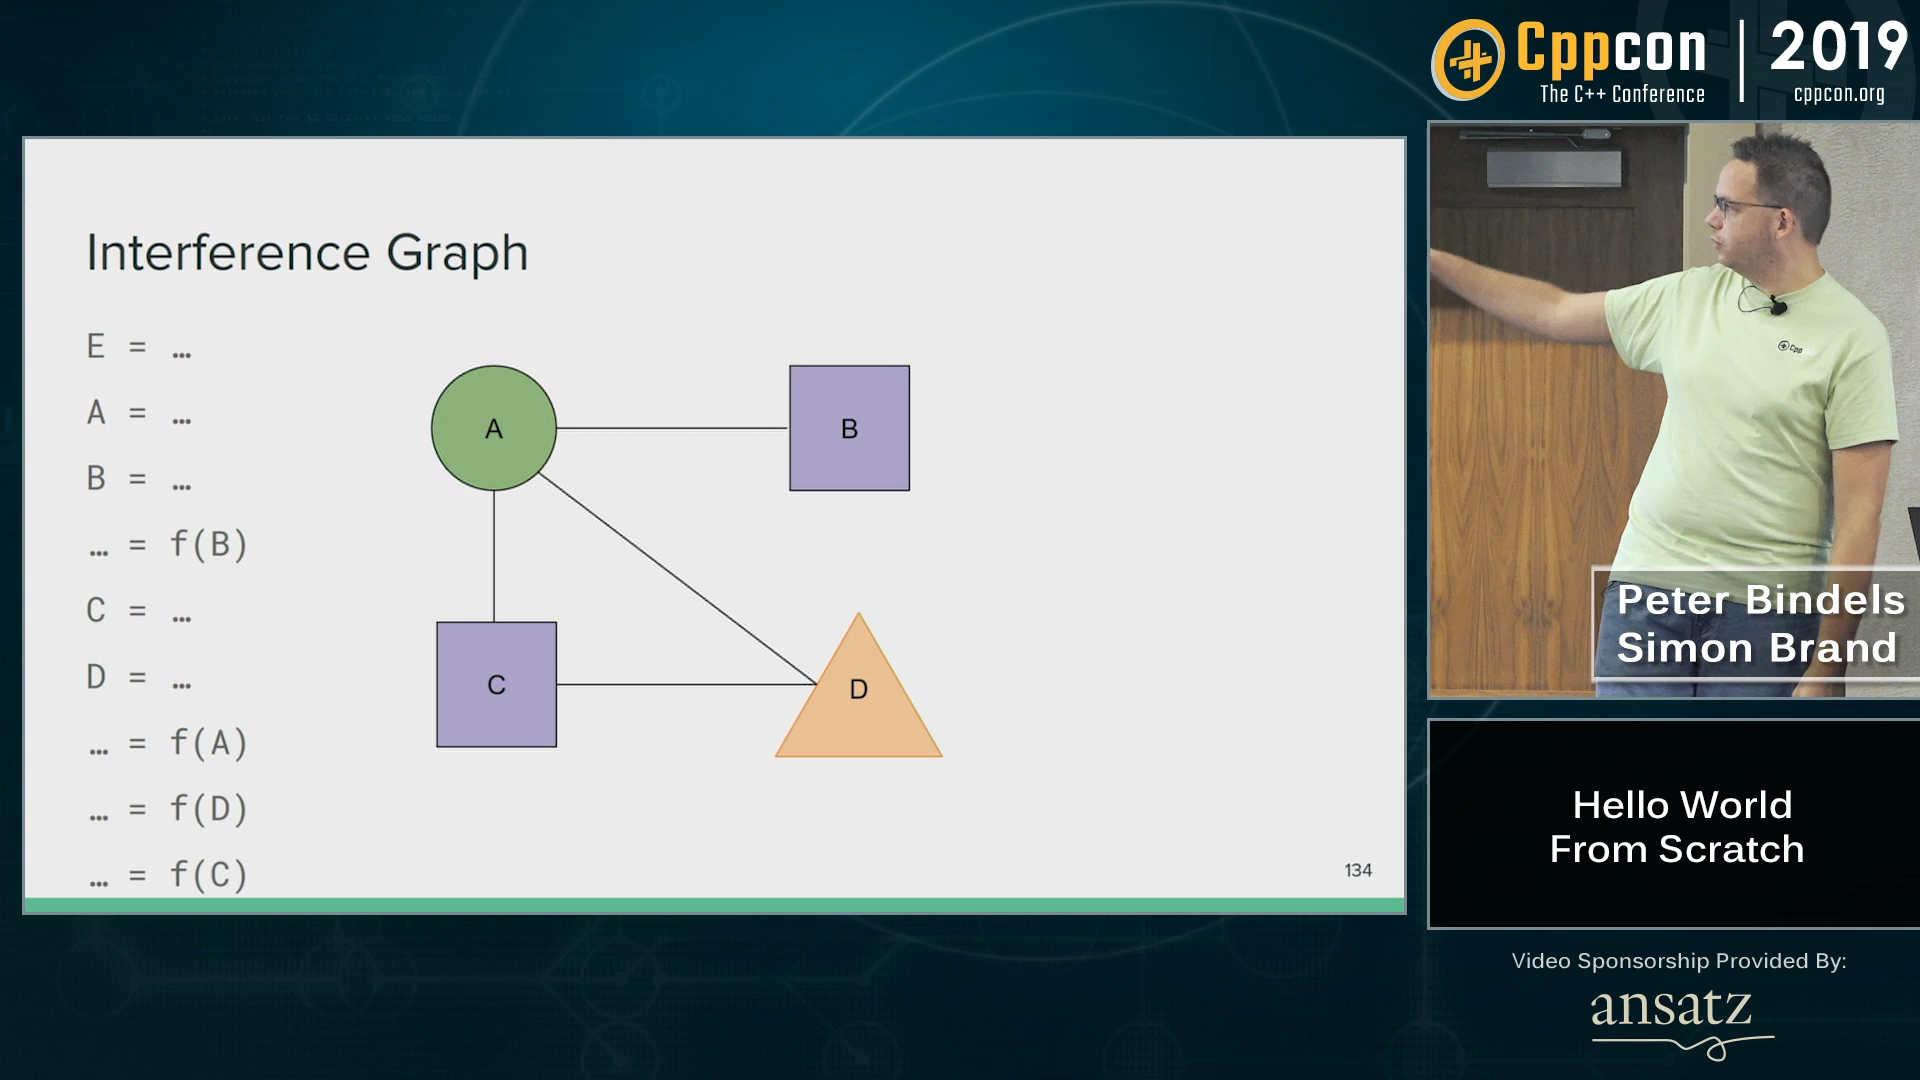 Cppcon
The C++ Conference
2019
cppcon.org
Interference Graph
E = …
A = …
B = …
… = f(B)
C = …
D = …
… = f(A)
… = f(D)
… = f(C)
A
B
C
D
134
Cpp
Peter Bindels
Simon Brand
Hello World
From Scratch
Video Sponsorship Provided By:
ansatz